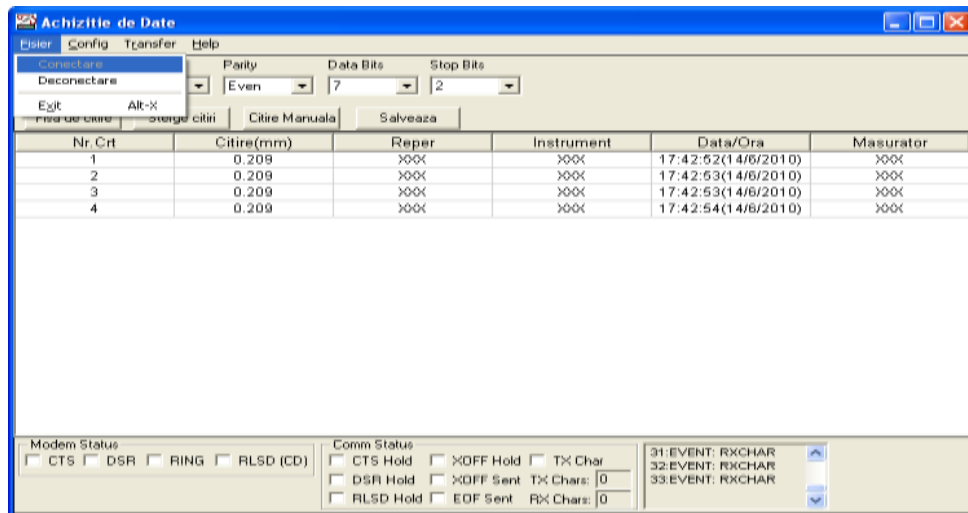 Achizitie de Date
Fisier Config Transfer Help
Conectare
Deconectare
Exit Alt-X
Parity Data Bits Stop Bits
Even 7 2
Fisa de citire Sterge citiri Citire Manuala Salveaza
Nr.Crt Citire(mm) Reper Instrument Data/Ora Masurator
1 0.209 XXX XXX 17:42:52(14/6/2010) XXX
2 0.209 XXX XXX 17:42:53(14/6/2010) XXX
3 0.209 XXX XXX 17:42:53(14/6/2010) XXX
4 0.209 XXX XXX 17:42:54(14/6/2010) XXX
Modem Status
CTS DSR RING RLSD (CD)
Comm Status
CTS Hold XOFF Hold TX Char
DSR Hold XOFF Sent TX Chars: 0
RLSD Hold EOF Sent RX Chars: 0
31:EVENT: RXCHAR
32:EVENT: RXCHAR
33:EVENT: RXCHAR